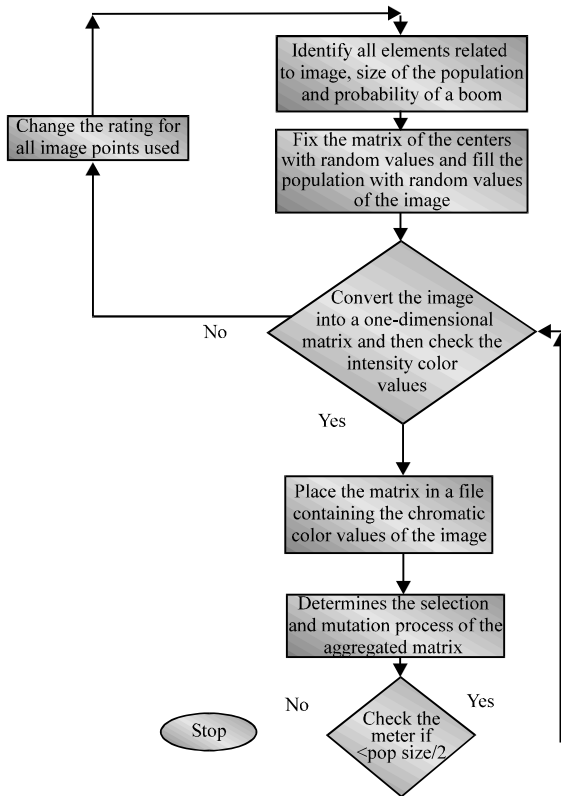 Identify all elements related
to image, size of the population
and probability of a boom
Change the rating for
all image points used
Fix the matrix of the centers
with random values and fill the
population with random values
of the image
Convert the image
into a one-dimensional
matrix and then check the
intensity color
values
No
Yes
Place the matrix in a file
containing the chromatic
color values of the image
Determines the selection
and mutation process of the
aggregated matrix
No
Yes
Check the
meter if
<pop size/2
Stop